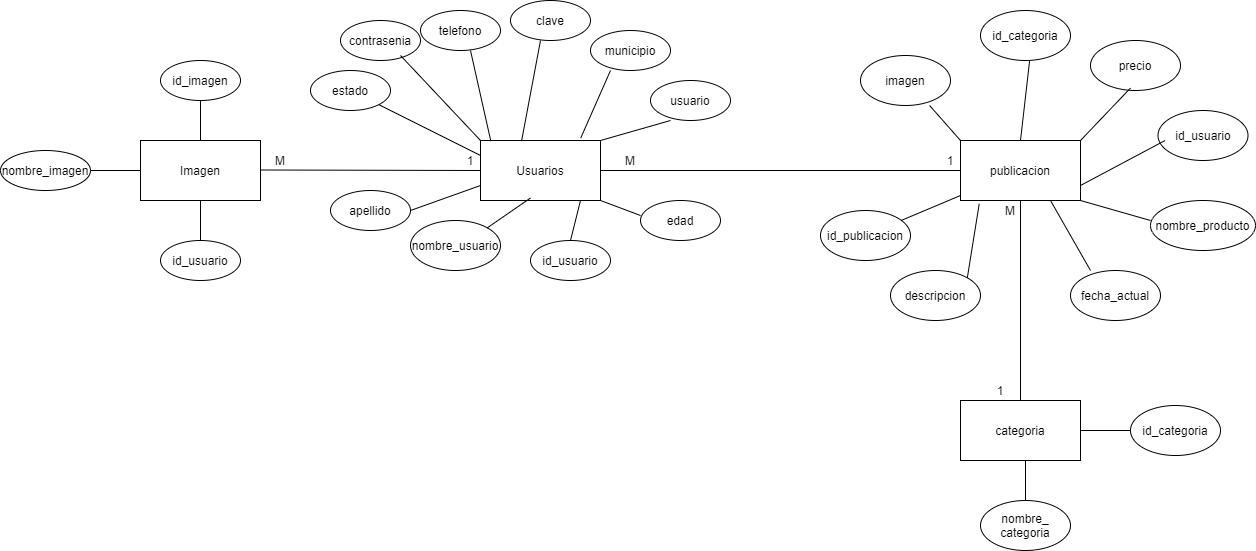 clave
telefono
contrasenia
municipio
id_categoria
precio
id_imagen
estado
usuario
imagen
id_usuario
nombre_imagen
Imagen
M
1
Usuarios
M
1
publicacion
apellido
nombre_usuario
id_usuario
edad
id_usuario
M
id_publicacion
nombre_producto
descripcion
fecha_actual
1
categoria
id_categoria
nombre_
categoria